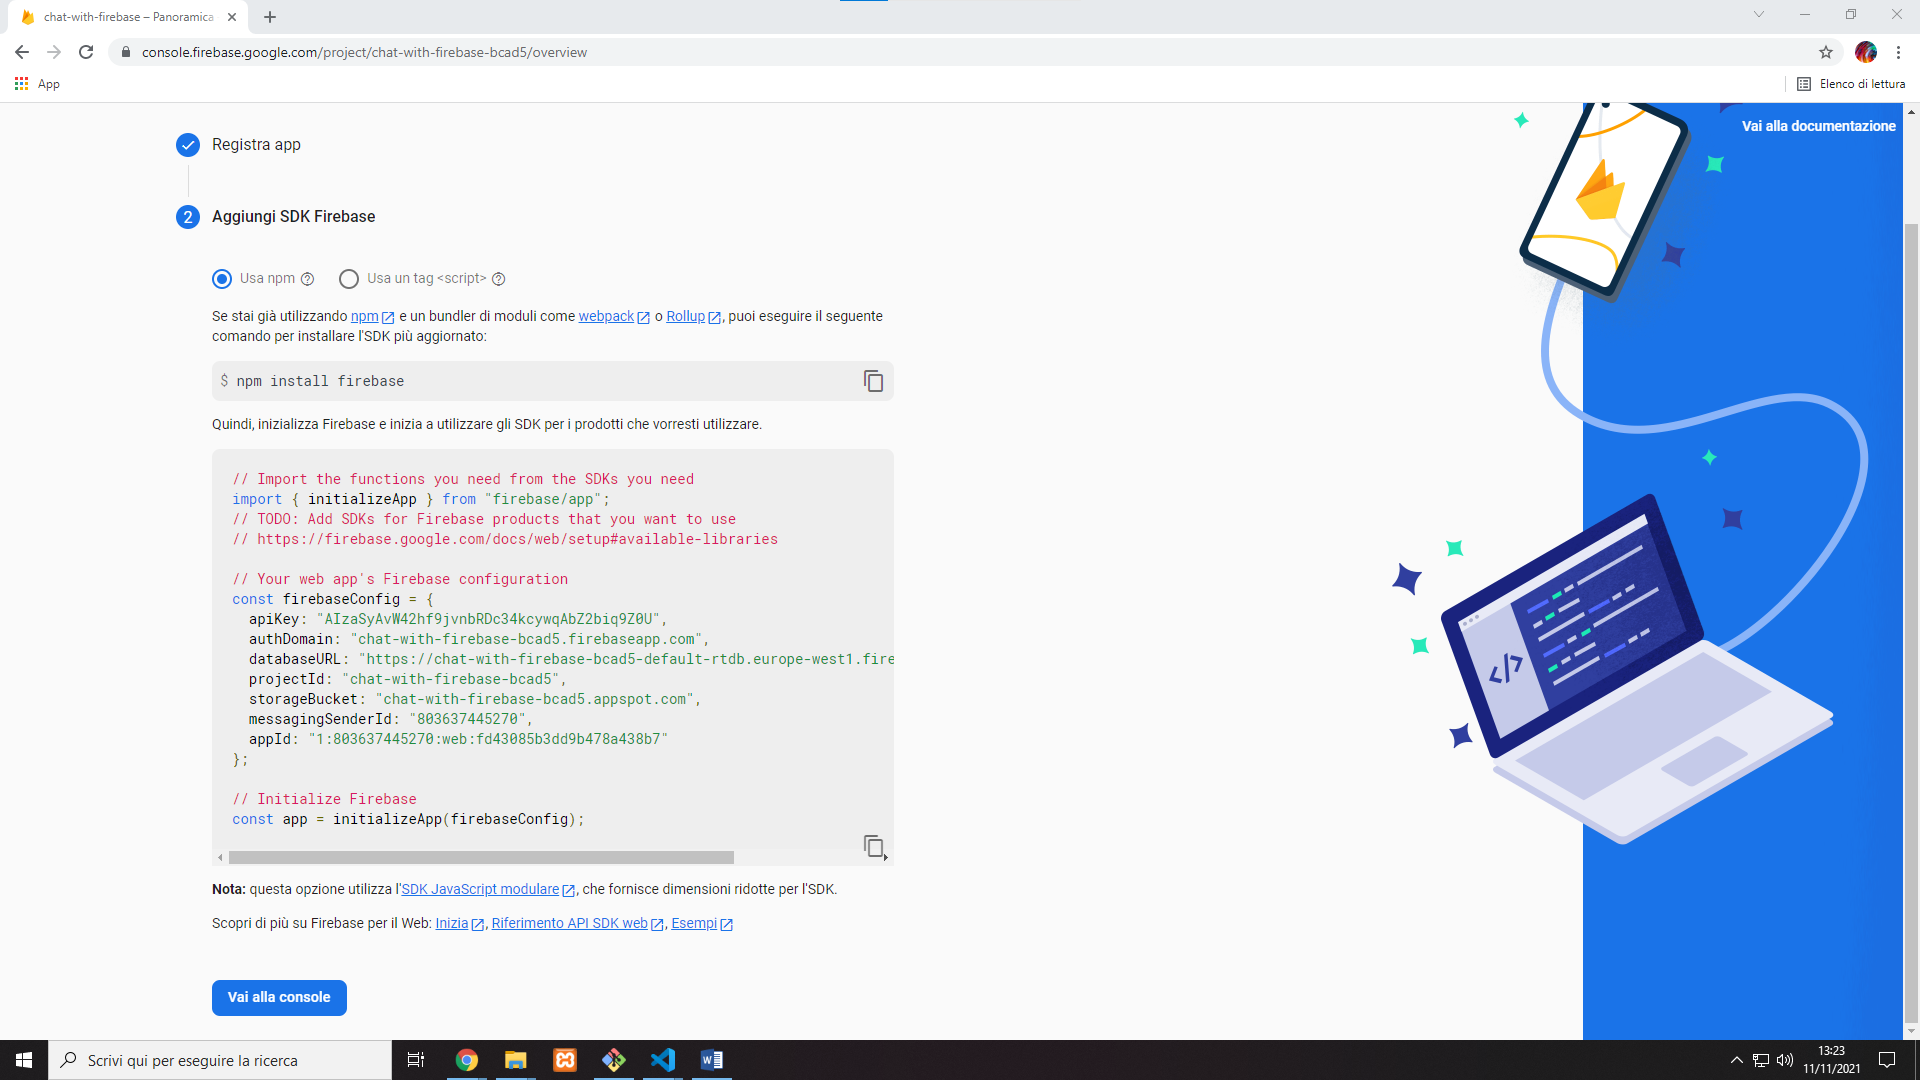 chat-with-firebase – Panoramica
console.firebase.google.com/project/chat-with-firebase-bcad5/overview
App
Elenco di lettura
Vai alla documentazione
Registra app
2 Aggiungi SDK Firebase
Usa npm Usa un tag <script>
Se stai già utilizzando npm e un bundler di moduli come webpack o Rollup, puoi eseguire il seguente
comando per installare l'SDK più aggiornato:
$ npm install firebase
Quindi, inizializza Firebase e inizia a utilizzare gli SDK per i prodotti che vorresti utilizzare.
// Import the functions you need from the SDKs you need
import { initializeApp } from "firebase/app";
// TODO: Add SDKs for Firebase products that you want to use
// https://firebase.google.com/docs/web/setup#available-libraries
// Your web app's Firebase configuration
const firebaseConfig = {
apiKey: "AIzaSyAvW42hf9jvnbRDc34kcywqAbZ2biq9Z0U",
authDomain: "chat-with-firebase-bcad5.firebaseapp.com",
databaseURL: "https://chat-with-firebase-bcad5-default-rtdb.europe-west1.fire
projectId: "chat-with-firebase-bcad5",
storageBucket: "chat-with-firebase-bcad5.appspot.com",
messagingSenderId: "803637445270",
appId: "1:803637445270:web:fd43085b3dd9b478a438b7"
};
// Initialize Firebase
const app = initializeApp(firebaseConfig);
Nota: questa opzione utilizza l'SDK JavaScript modulare, che fornisce dimensioni ridotte per l'SDK.
Scopri di più su Firebase per il Web: Inizia, Riferimento API SDK web, Esempi
Vai alla console
</>
Scrivi qui per eseguire la ricerca
13:23
11/11/2021